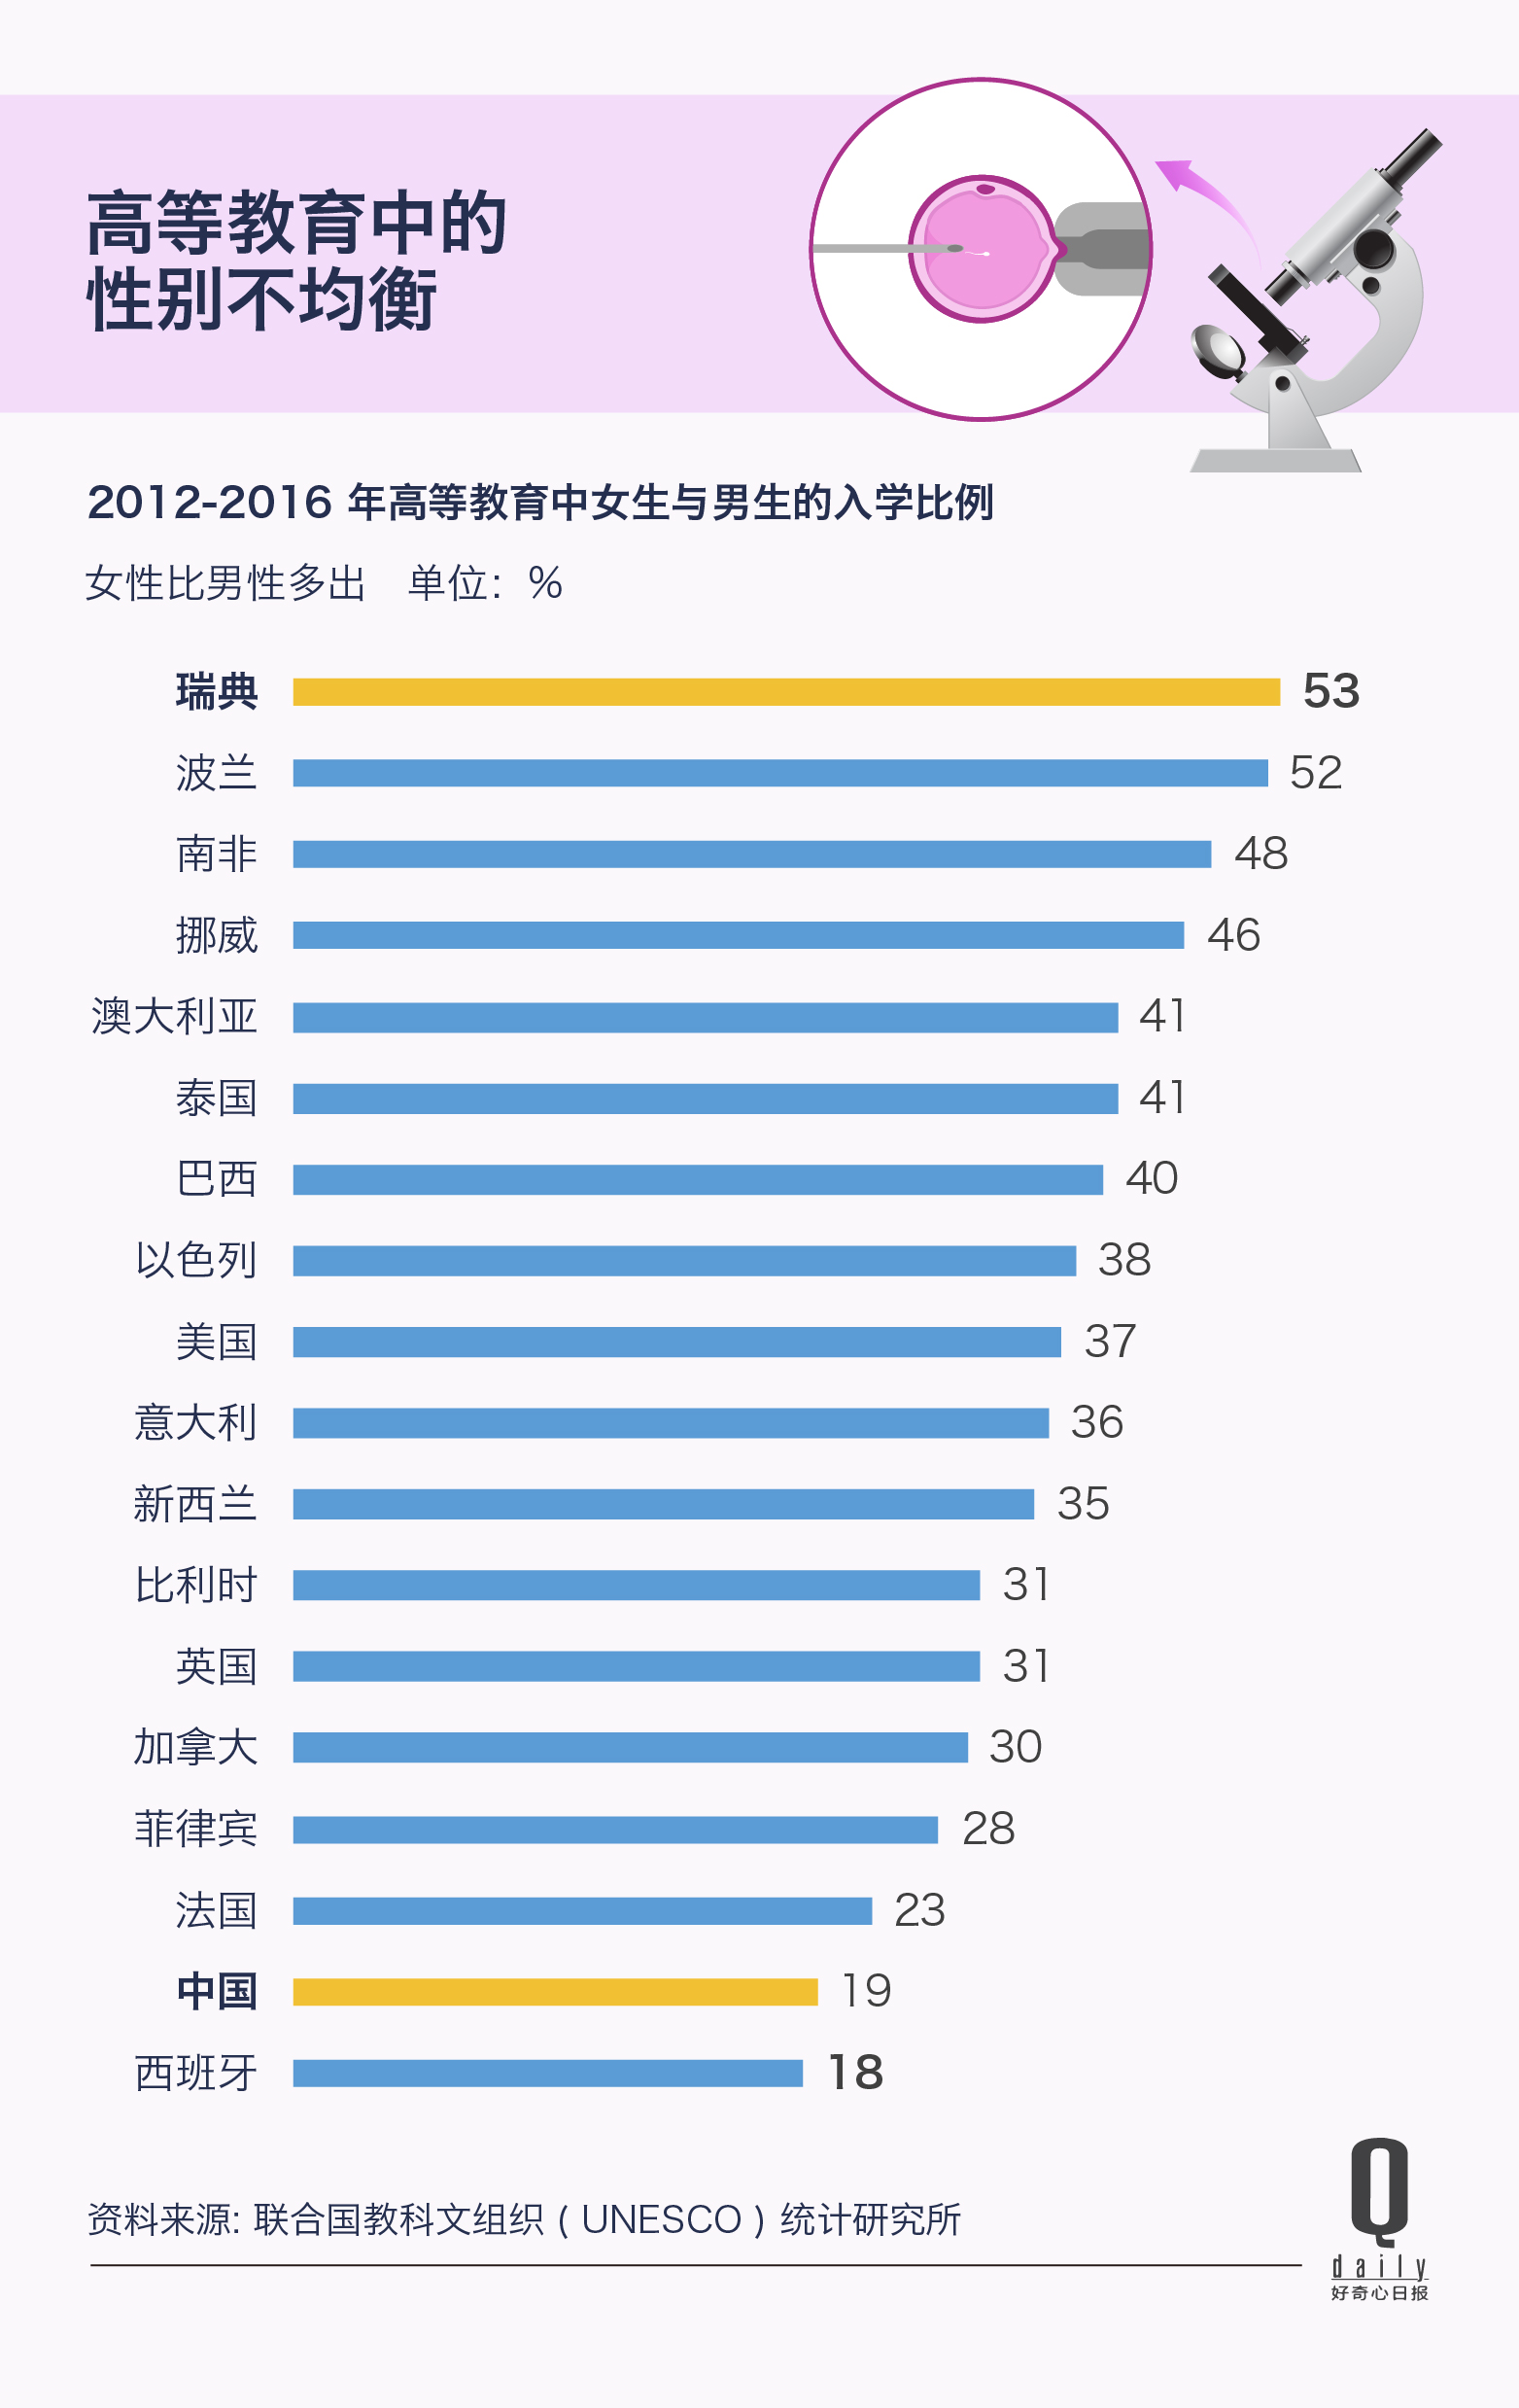 高等教育中的
性别不均衡
2012-2016 年高等教育中女生与男生的入学比例
女性比男性多出 单位：%
瑞典 53
波兰 52
南非 48
挪威 46
澳大利亚 41
泰国 41
巴西 40
以色列 38
美国 37
意大利 36
新西兰 35
比利时 31
英国 31
加拿大 30
菲律宾 28
法国 23
中国 19
西班牙 18
资料来源: 联合国教科文组织 ( UNESCO ) 统计研究所
Q
daily
好奇心日报